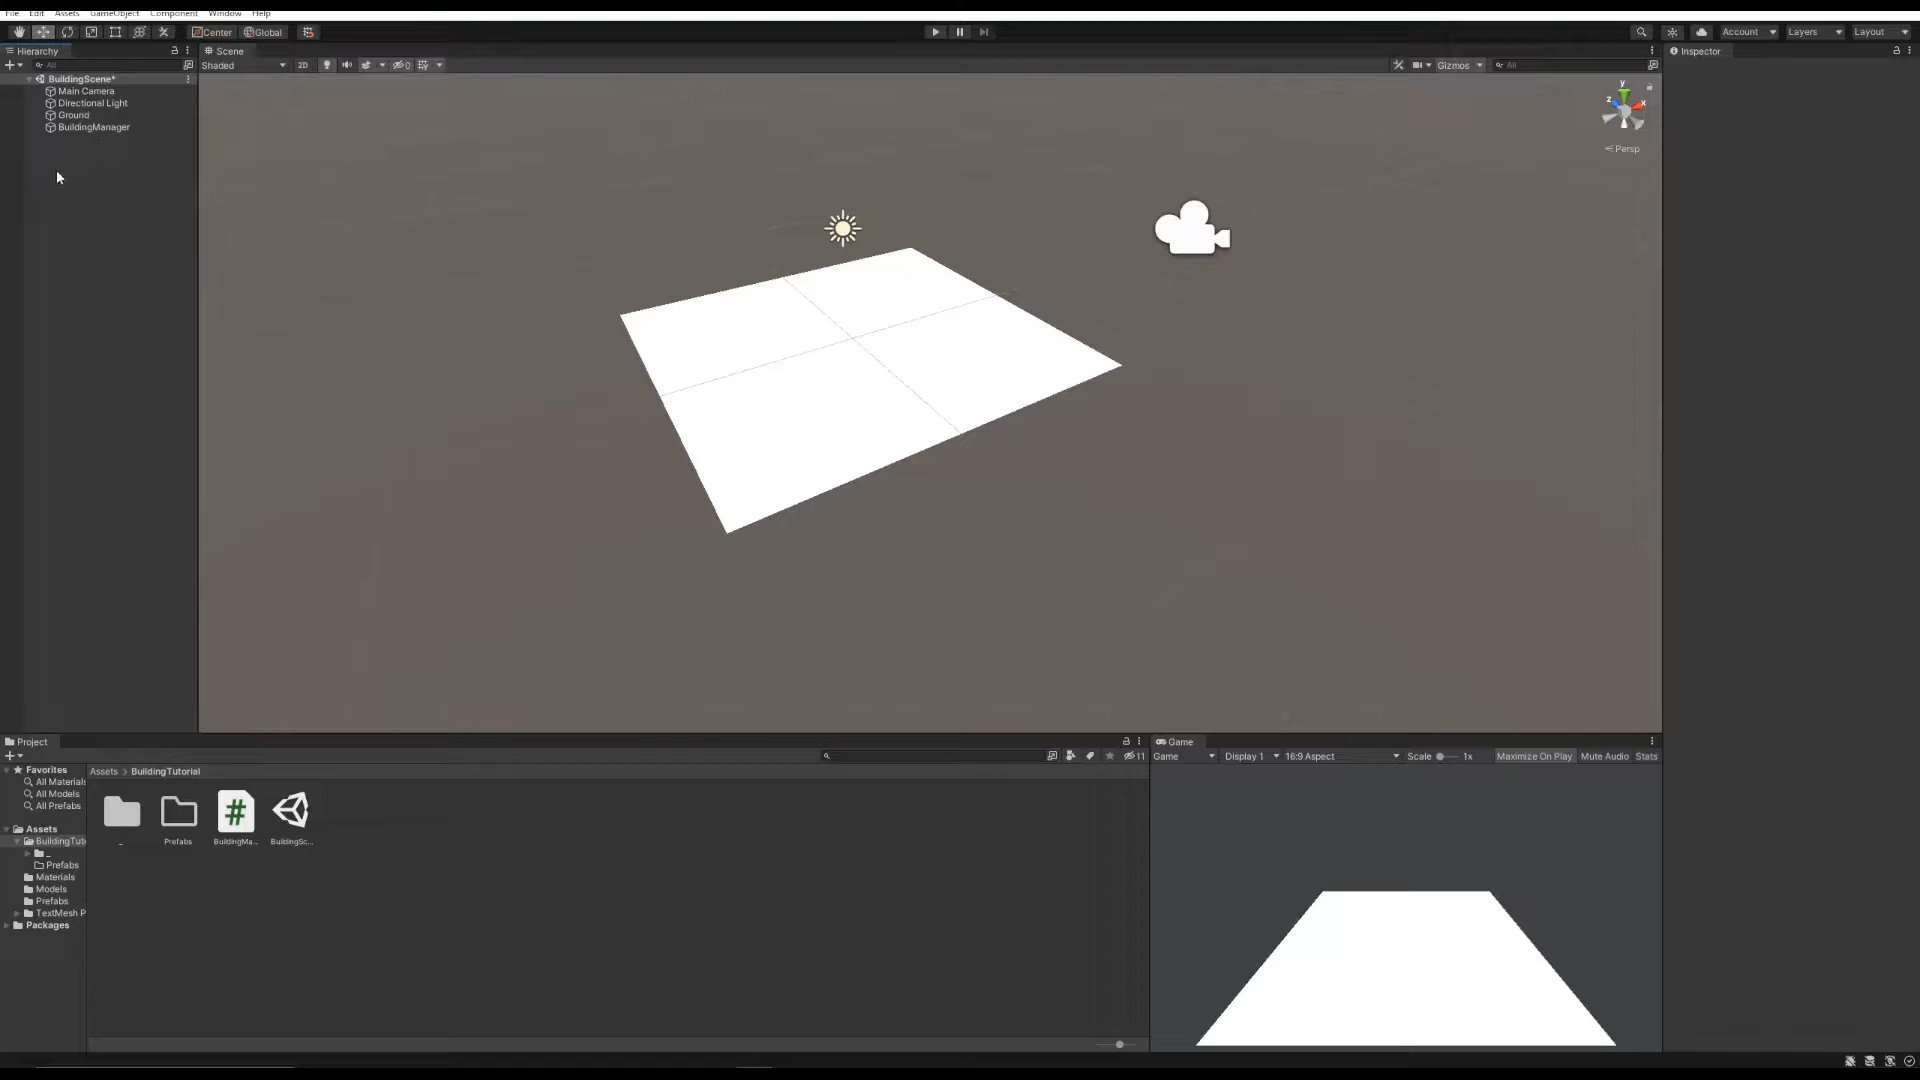 File Edit Assets GameObject Component Window Help
Center Global
Account Layers Layout
Hierarchy
Scene
Inspector
All
Shaded 2D 0
Gizmos All
BuildingScene*
Main Camera
Directional Light
Ground
BuildingManager
y
z x
Persp
Project
Game
11
Game Display 1 16:9 Aspect Scale 1x Maximize On Play Mute Audio Stats
Favorites
All Materials
All Models
All Prefabs
Assets
BuildingTut
_
Prefabs
Materials
Models
Prefabs
TextMesh P
Packages
Assets > BuildingTutorial
#
_ Prefabs BuildingMa... BuildingSc...